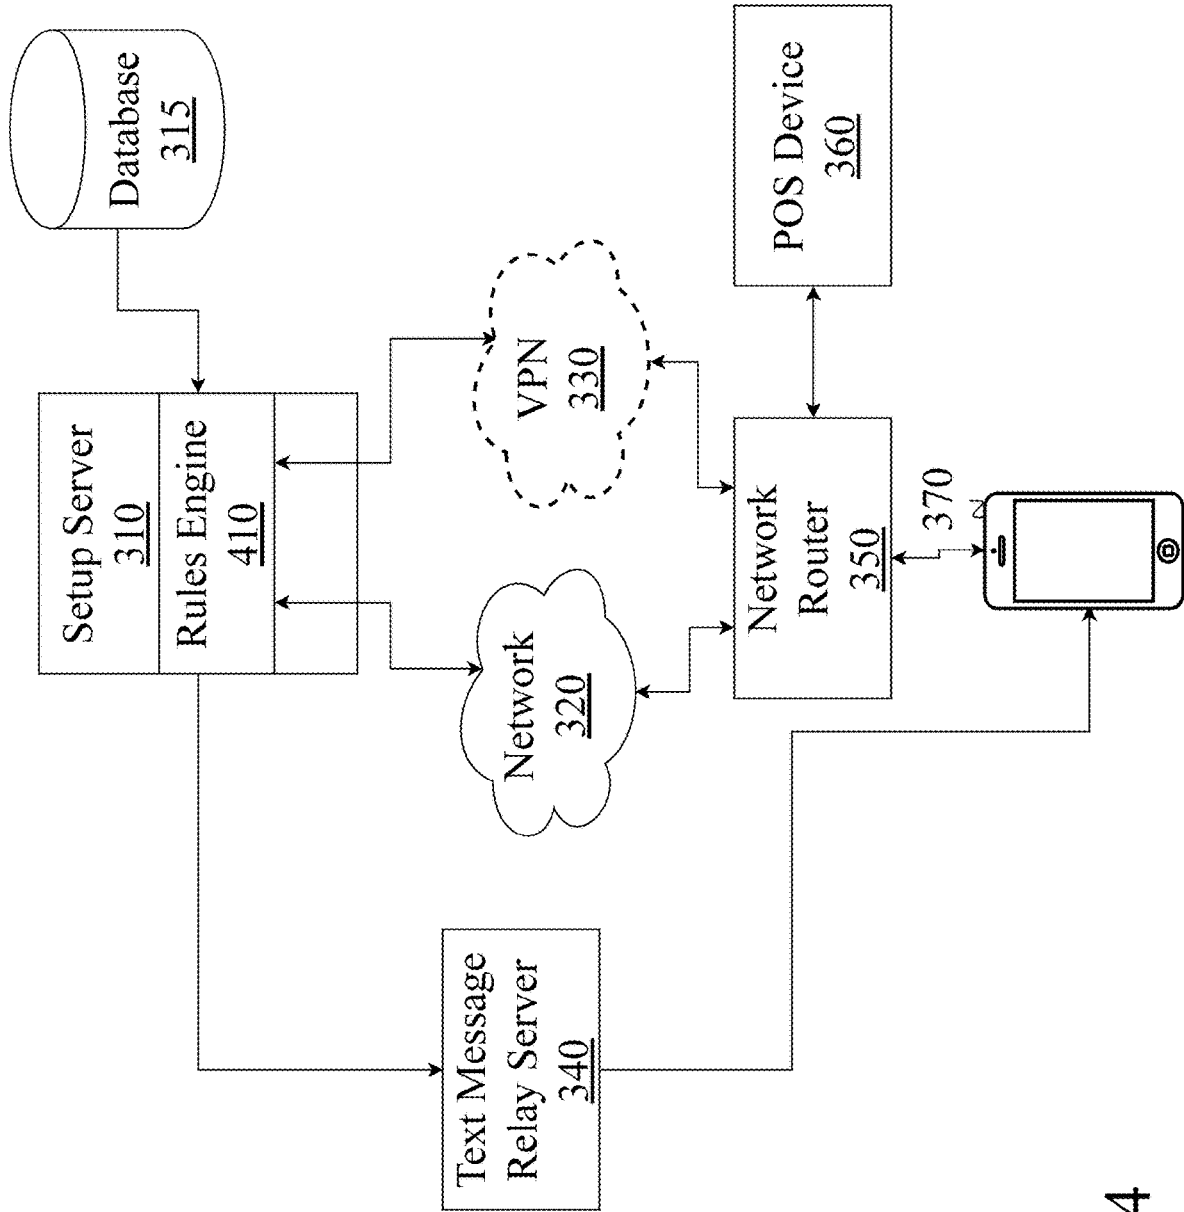 Database
315
Setup Server
310
Rules Engine
410
VPN
330
Network
320
POS Device
360
Network
Router
350
370
Text Message
Relay Server
340
4